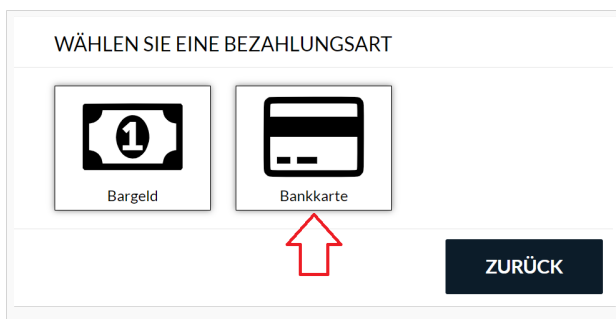 WÄHLEN SIE EINE BEZAHLUNGSART
1
Bargeld
Bankkarte
ZURÜCK